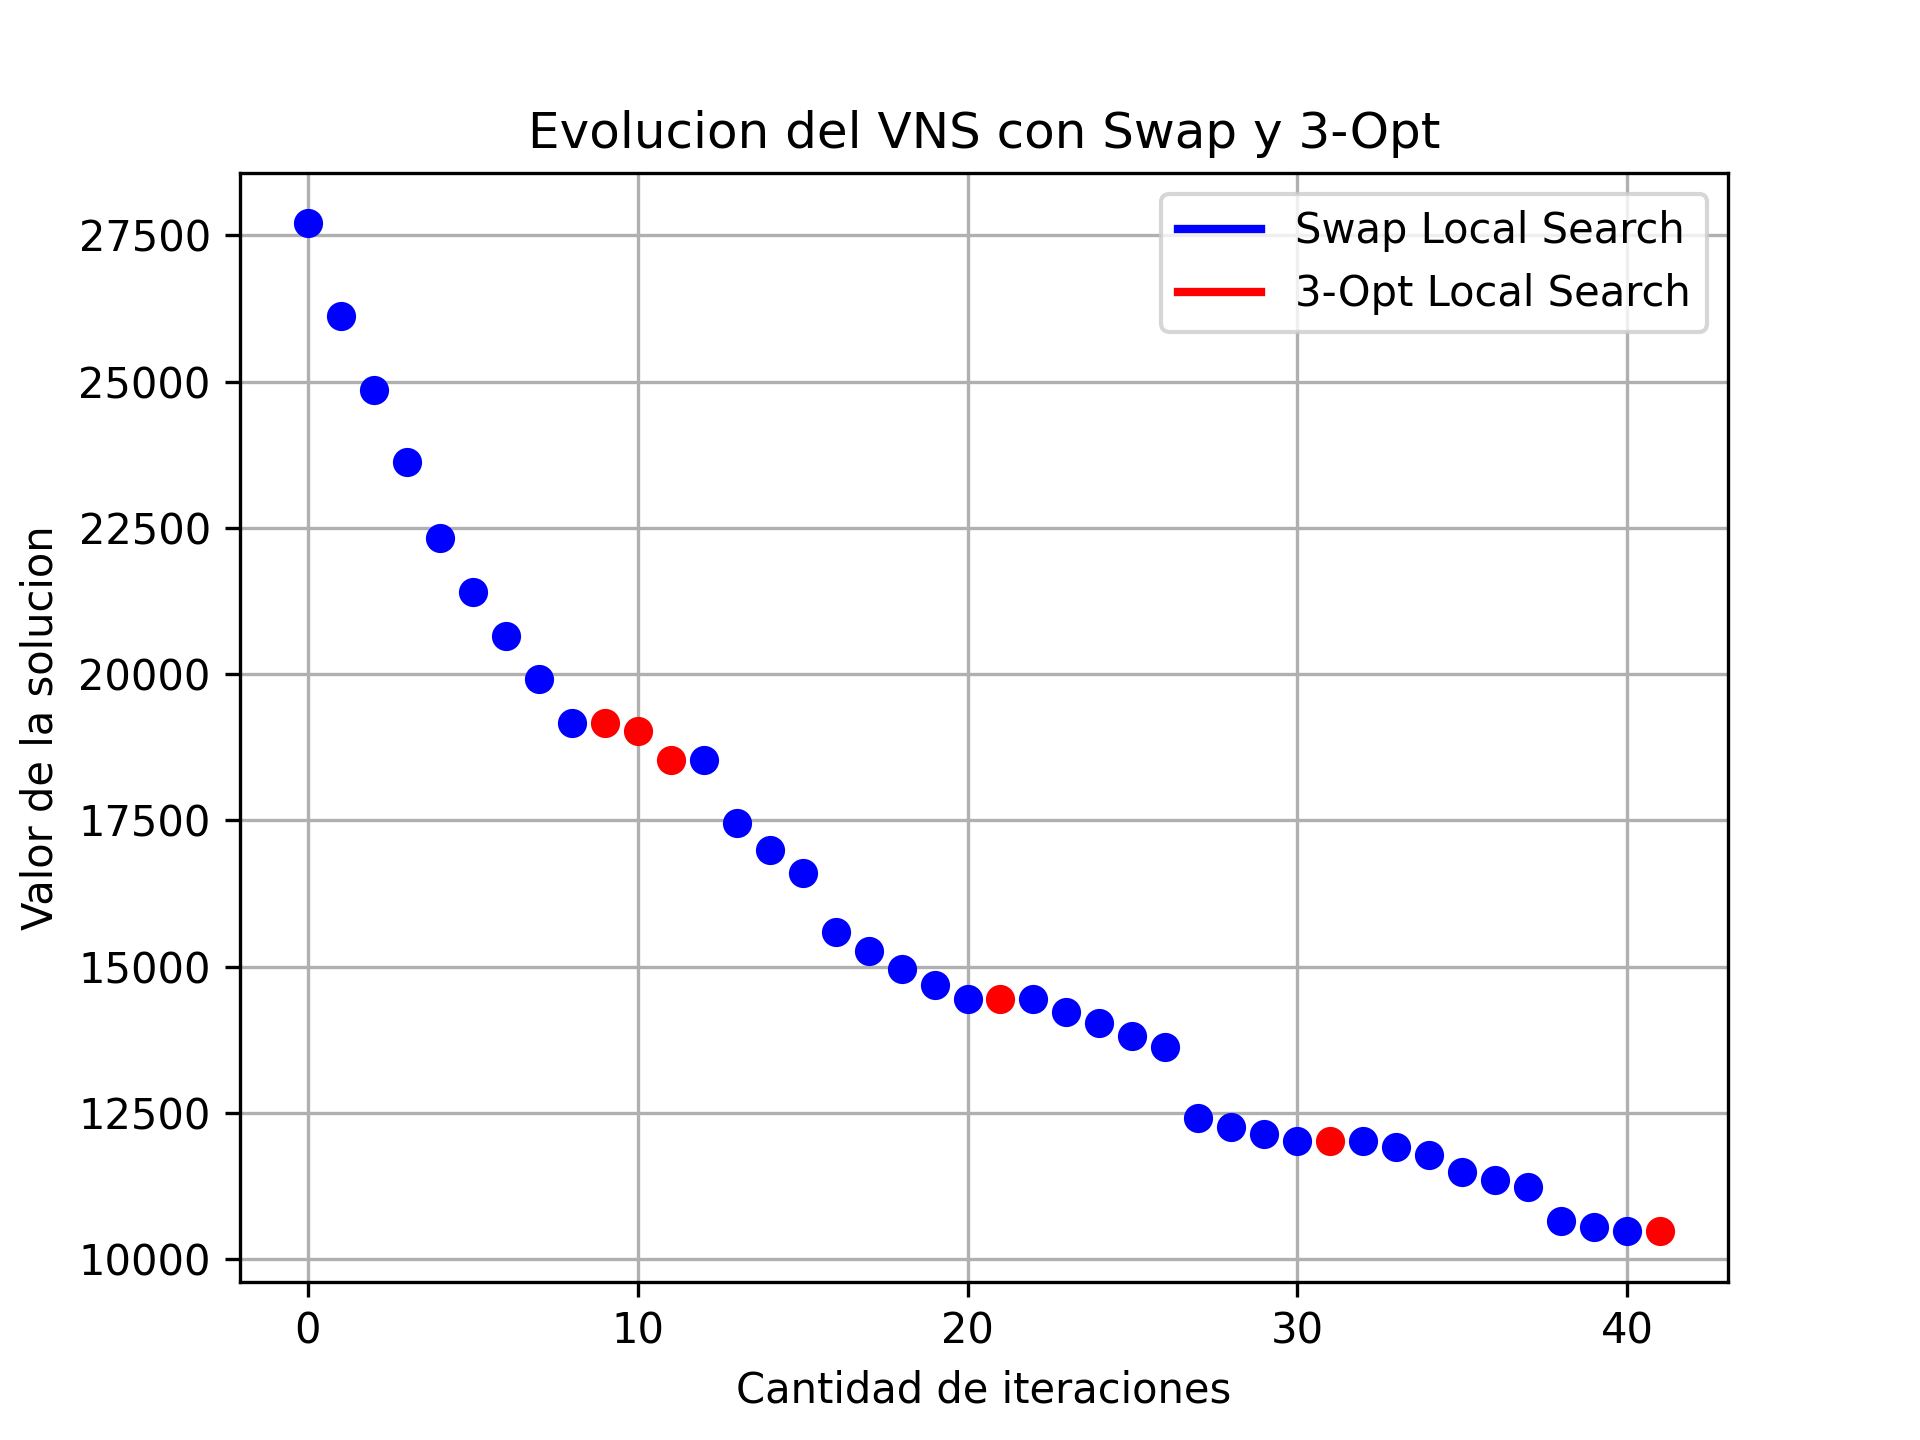 Evolucion del VNS con Swap y 3-Opt
Swap Local Search
3-Opt Local Search
Valor de la solucion
27500
25000
22500
20000
17500
15000
12500
10000
0 10 20 30 40
Cantidad de iteraciones